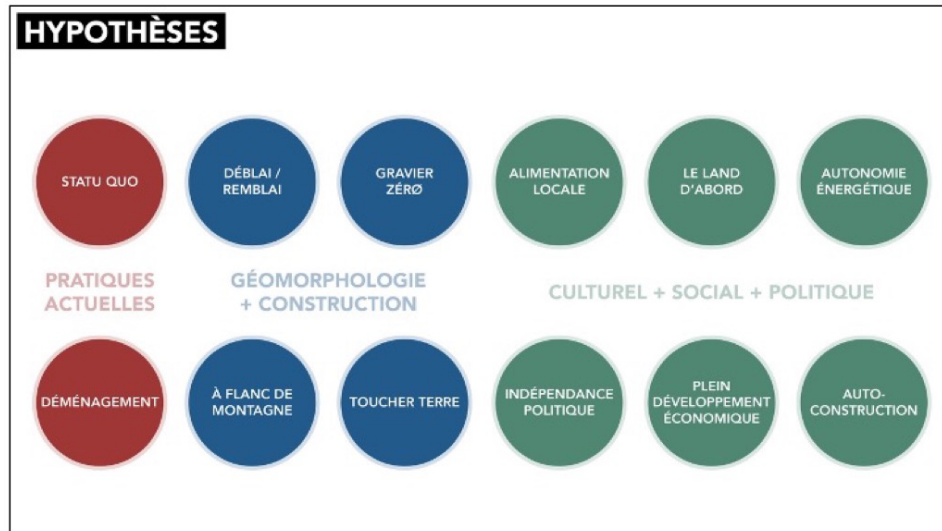 HYPOTHÈSES
STATU QUO
DÉBLAI /
REMBLAI
GRAVIER
ZÉRØ
ALIMENTATION
LOCALE
LE LAND
D'ABORD
AUTONOMIE
ÉNERGÉTIQUE
PRATIQUES
ACTUELLES
GÉOMORPHOLOGIE
+ CONSTRUCTION
CULTUREL + SOCIAL + POLITIQUE
DÉMÉNAGEMENT
À FLANC DE
MONTAGNE
TOUCHER TERRE
INDÉPENDANCE
POLITIQUE
PLEIN
DÉVELOPPEMENT
ÉCONOMIQUE
AUTO-
CONSTRUCTION